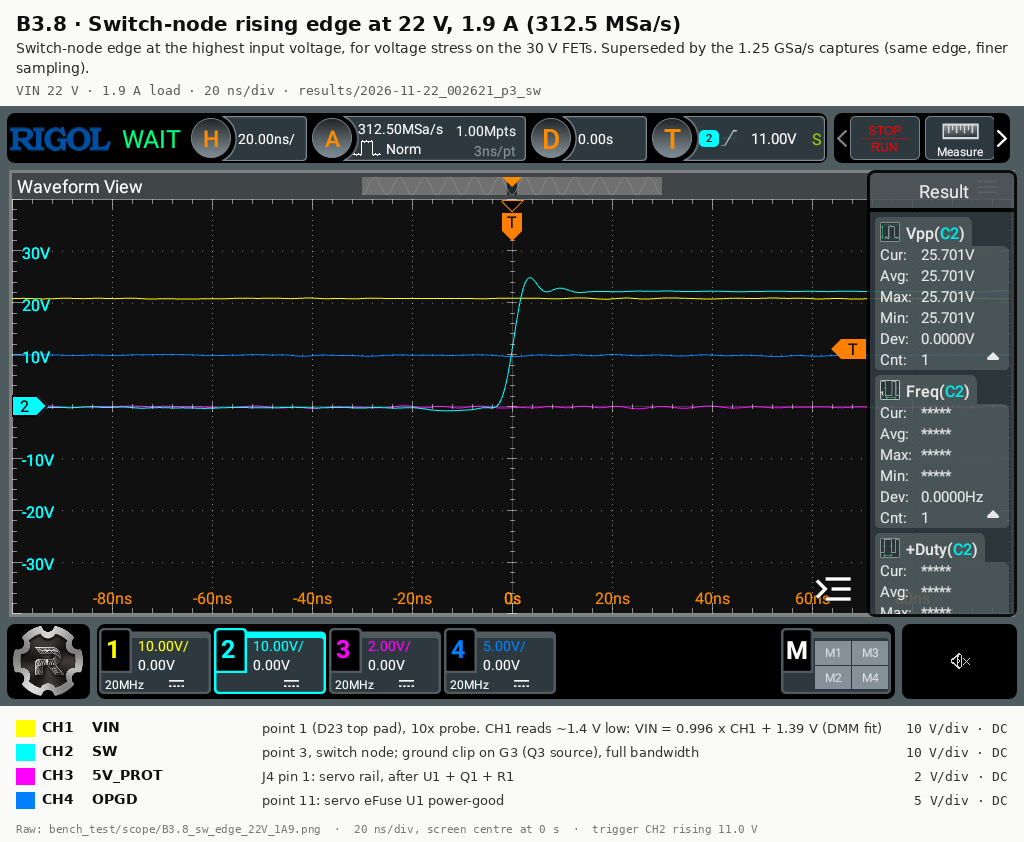 B3.8 · Switch-node rising edge at 22 V, 1.9 A (312.5 MSa/s)
Switch-node edge at the highest input voltage, for voltage stress on the 30 V FETs. Superseded by the 1.25 GSa/s captures (same edge, finer
sampling).
VIN 22 V · 1.9 A load · 20 ns/div · results/2026-11-22_002621_p3_sw
RIGOL WAIT H 20.00ns/ A 312.50MSa/s 1.00Mpts D 0.00s T 2 11.00V S STOP
Norm 3ns/pt RUN Measure
Waveform View
T
Result
30V
20V
10V
2
-10V
-20V
-30V
T
-80ns -60ns -40ns -20ns 0s 20ns 40ns 60ns
Vpp(C2)
Cur: 25.701V
Avg: 25.701V
Max: 25.701V
Min: 25.701V
Dev: 0.0000V
Cnt: 1
Freq(C2)
Cur: *****
Avg: *****
Max: *****
Min: *****
Dev: 0.0000Hz
Cnt: 1
+Duty(C2)
Cur: *****
Avg: *****
Max: *****
R
1 10.00V/ 2 10.00V/ 3 2.00V/ 4 5.00V/ M M1 M3
0.00V 0.00V 0.00V 0.00V M2 M4
20MHz 20MHz 20MHz
CH1 VIN point 1 (D23 top pad), 10x probe. CH1 reads ~1.4 V low: VIN = 0.996 x CH1 + 1.39 V (DMM fit) 10 V/div · DC
CH2 SW point 3, switch node; ground clip on G3 (Q3 source), full bandwidth 10 V/div · DC
CH3 5V_PROT J4 pin 1: servo rail, after U1 + Q1 + R1 2 V/div · DC
CH4 OPGD point 11: servo eFuse U1 power-good 5 V/div · DC
Raw: bench_test/scope/B3.8_sw_edge_22V_1A9.png · 20 ns/div, screen centre at 0 s · trigger CH2 rising 11.0 V